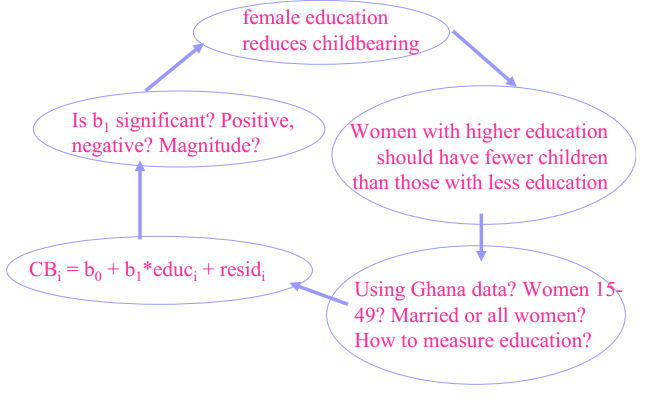 female education
reduces childbearing
Is b₁ significant? Positive,
negative? Magnitude?
Women with higher education
should have fewer children
than those with less education
CBᵢ = b₀ + b₁*educᵢ + residᵢ
Using Ghana data? Women 15-
49? Married or all women?
How to measure education?